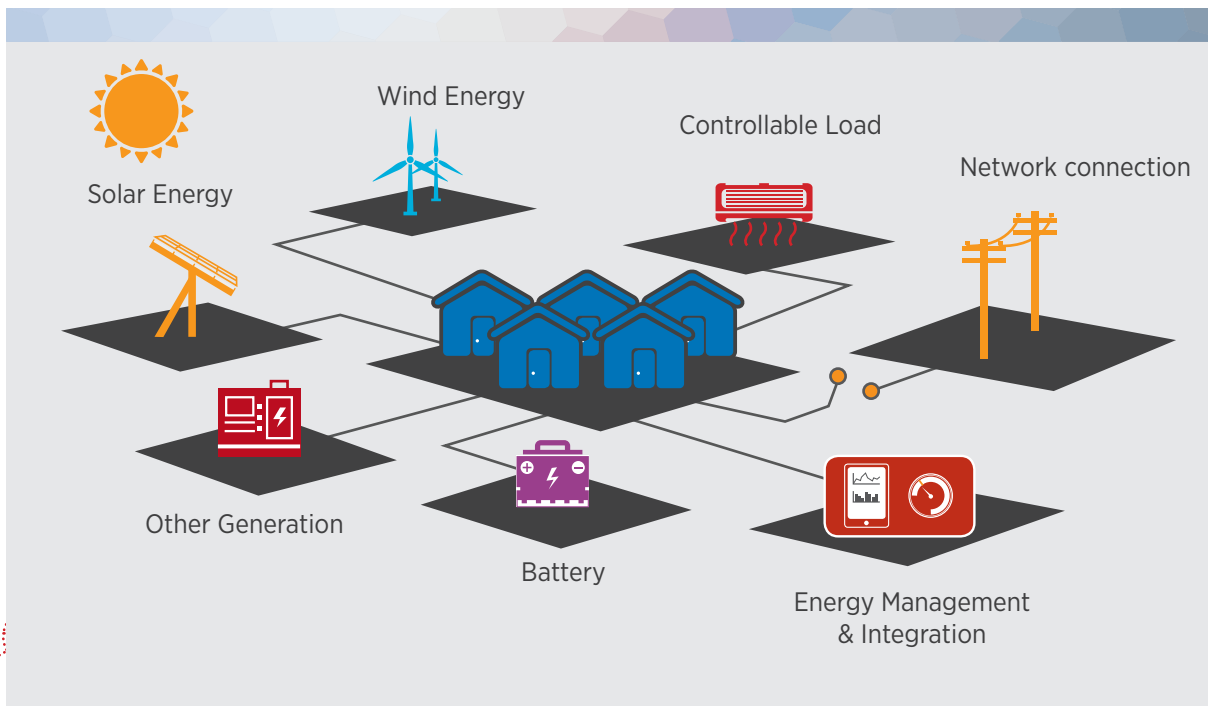 Wind Energy
Controllable Load
Network connection
Solar Energy
Other Generation
Battery
Energy Management
& Integration